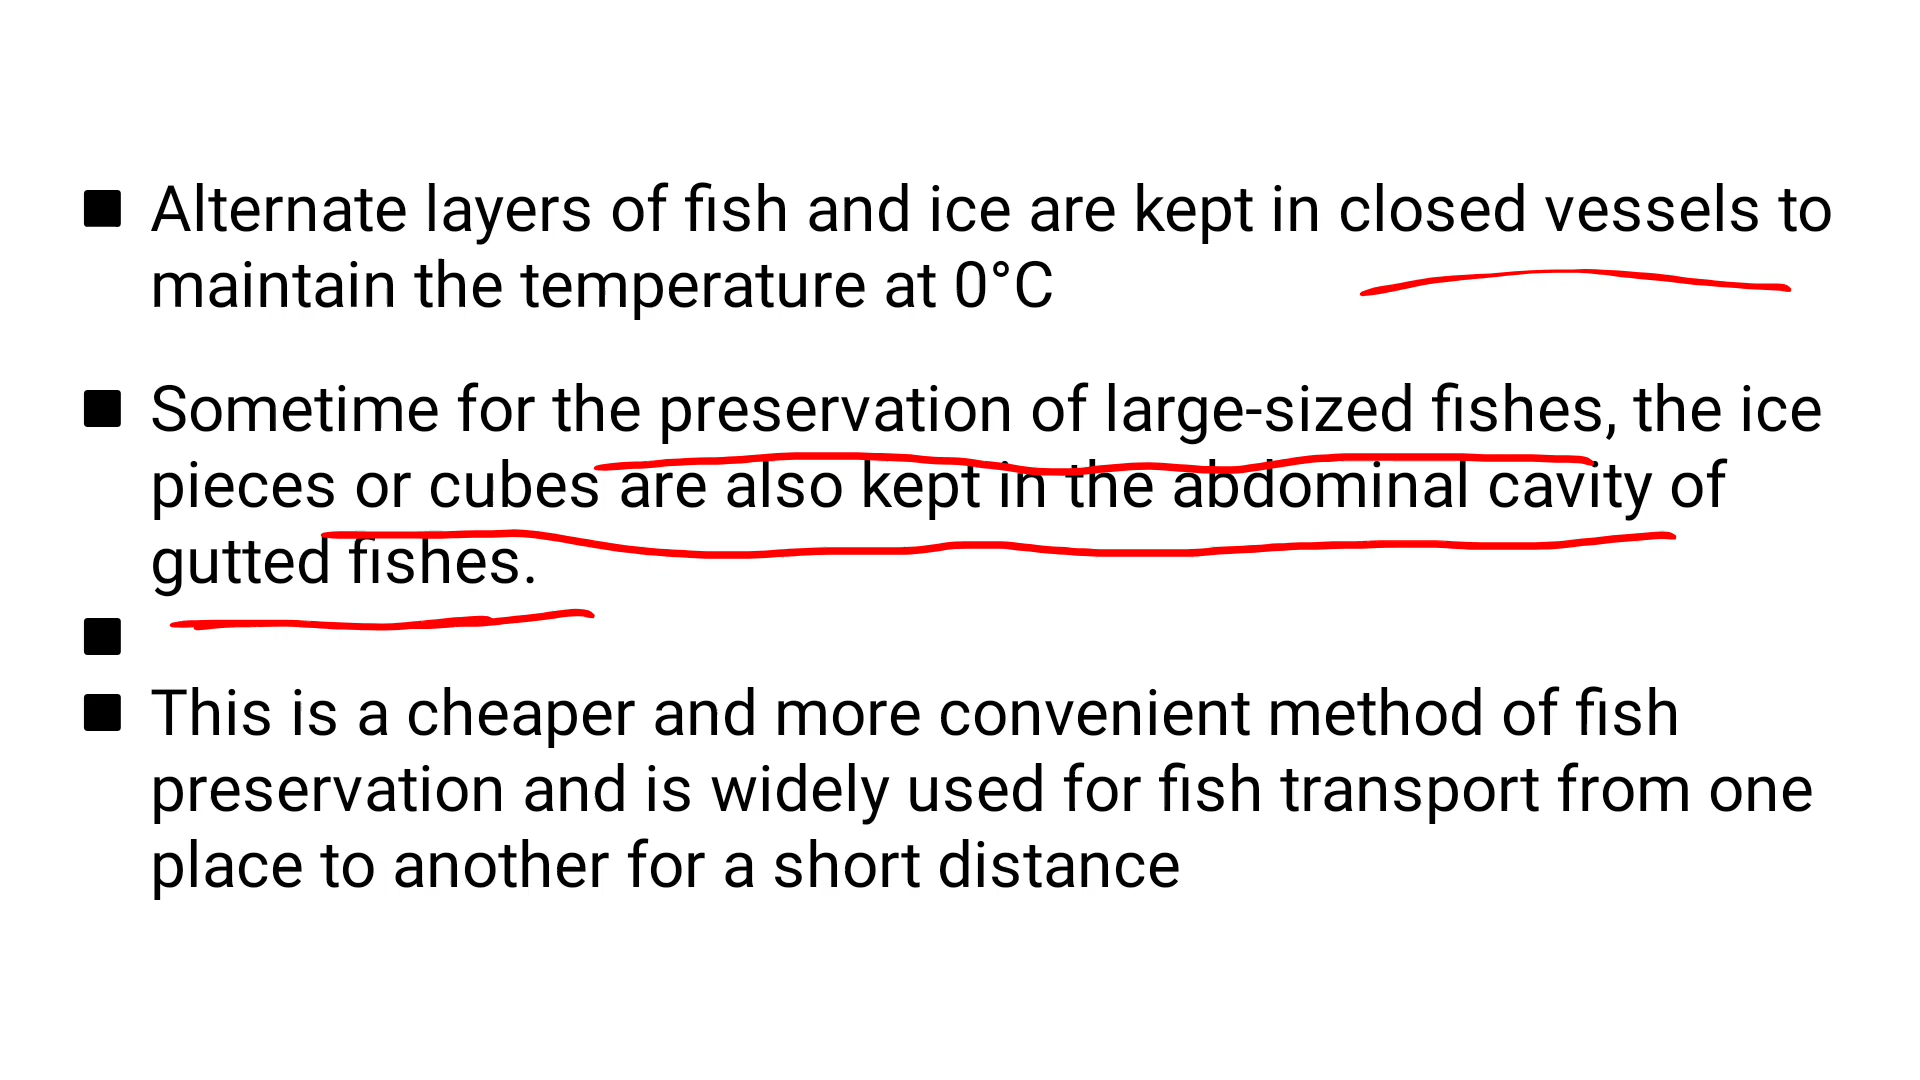 ■ Alternate layers of fish and ice are kept in closed vessels to
maintain the temperature at 0°C
■ Sometime for the preservation of large-sized fishes, the ice
pieces or cubes are also kept in the abdominal cavity of
gutted fishes.
■
■ This is a cheaper and more convenient method of fish
preservation and is widely used for fish transport from one
place to another for a short distance